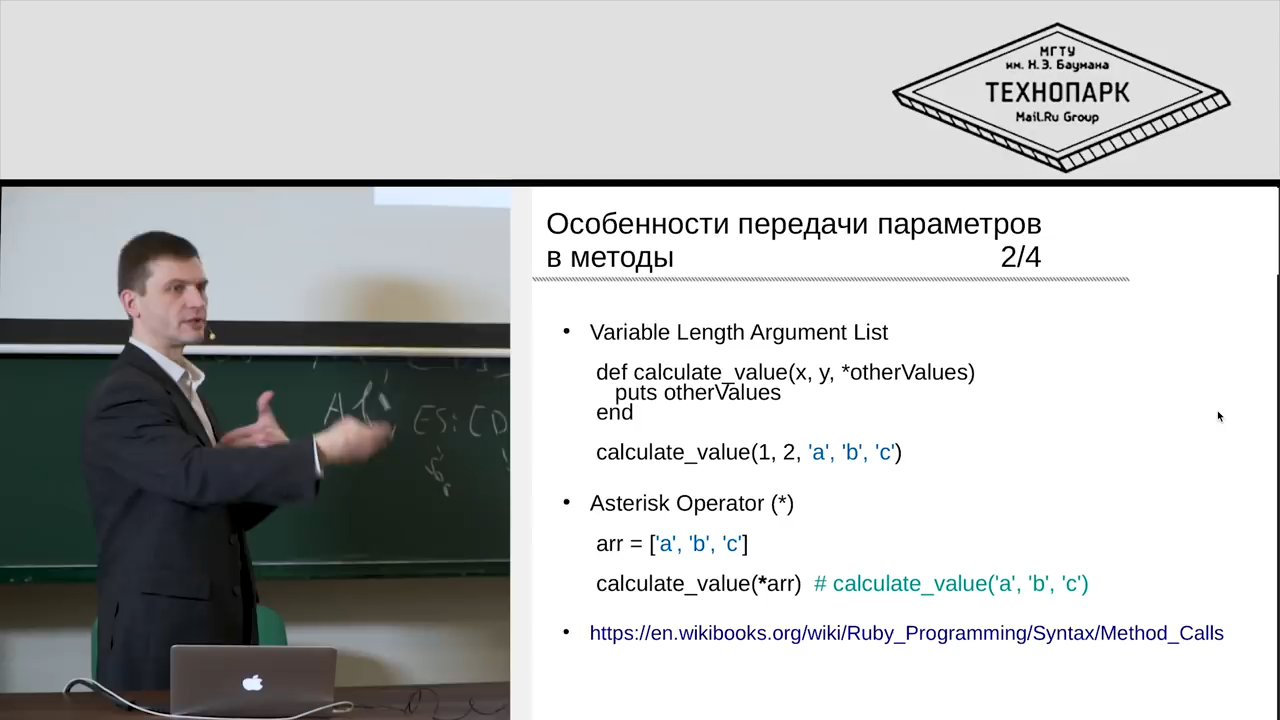 МГТУ
им. Н.Э. Баумана
ТЕХНОПАРК
Mail.Ru Group
Особенности передачи параметров
в методы 2/4
• Variable Length Argument List
def calculate_value(x, y, *otherValues)
puts otherValues
end
calculate_value(1, 2, 'a', 'b', 'c')
• Asterisk Operator (*)
arr = ['a', 'b', 'c']
calculate_value(*arr) # calculate_value('a', 'b', 'c')
• https://en.wikibooks.org/wiki/Ruby_Programming/Syntax/Method_Calls